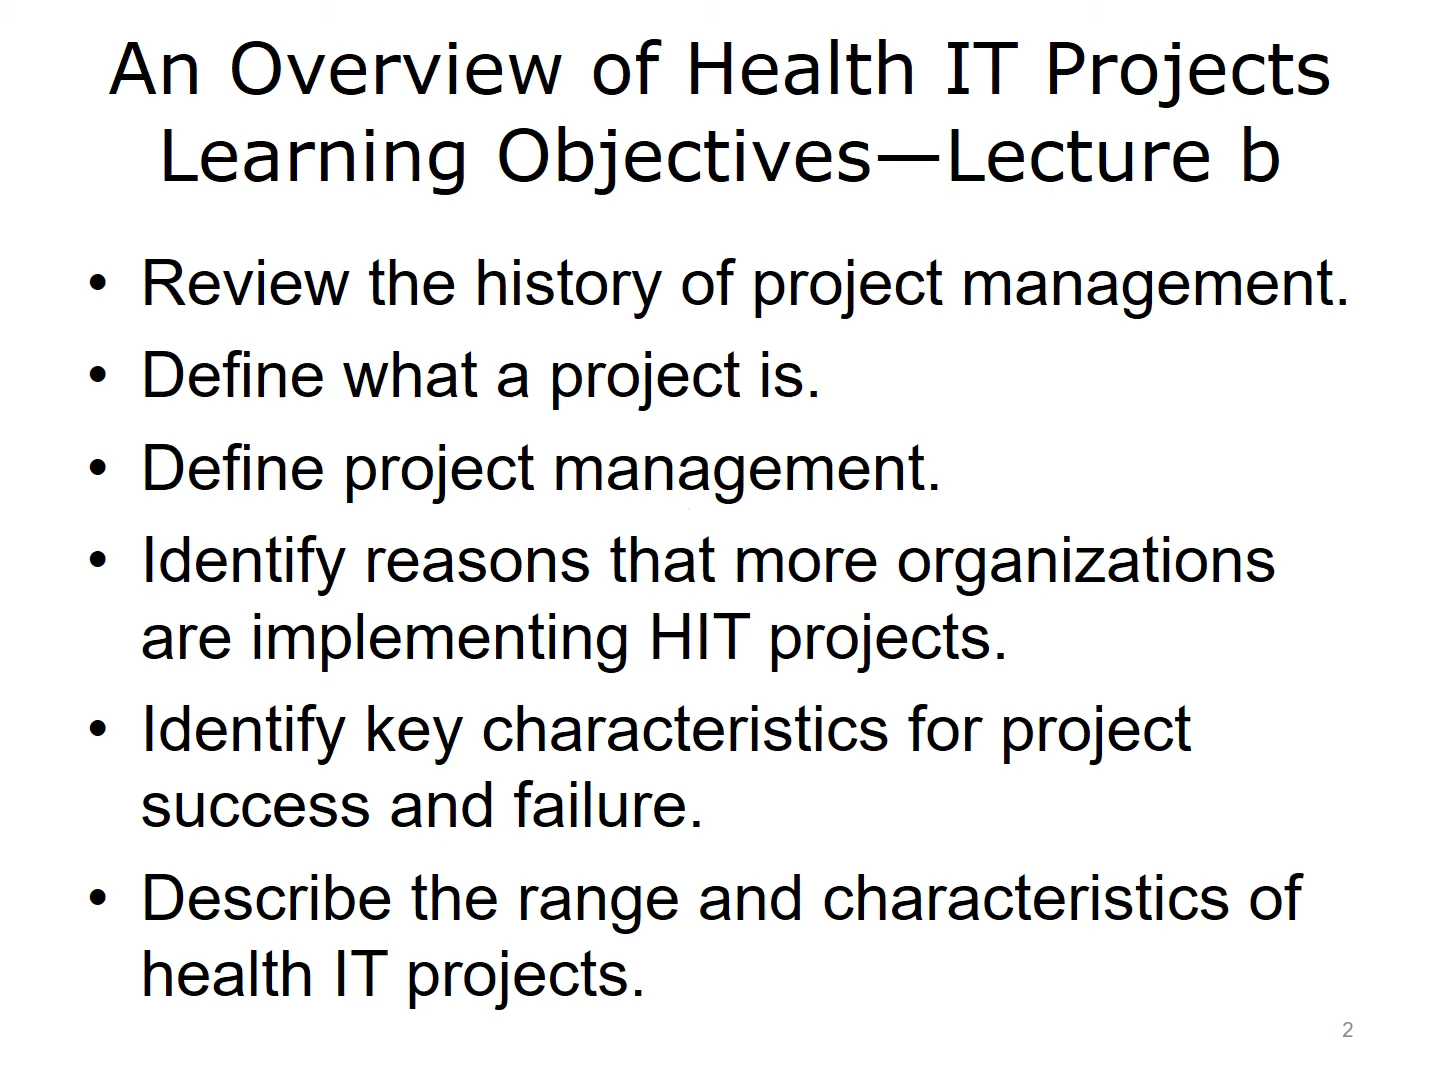 An Overview of Health IT Projects
Learning Objectives—Lecture b
• Review the history of project management.
• Define what a project is.
• Define project management.
• Identify reasons that more organizations
are implementing HIT projects.
• Identify key characteristics for project
success and failure.
• Describe the range and characteristics of
health IT projects.
2